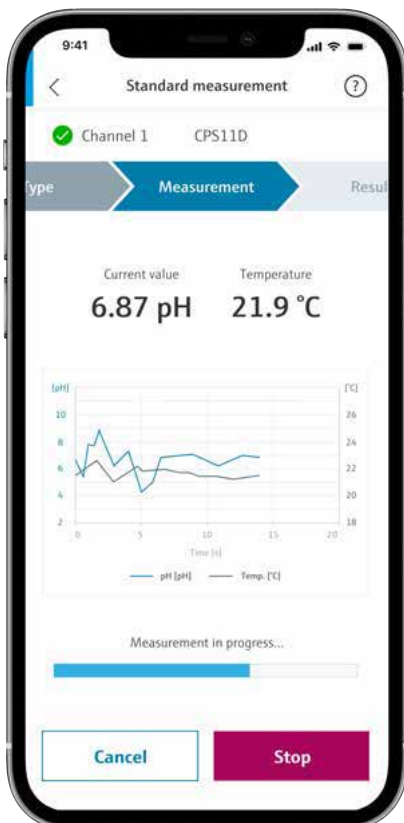 9:41
Standard measurement ?
Channel 1 CPS11D
Type Measurement Resul
Current value Temperature
6.87 pH 21.9 °C
[pH] [°C]
10 26
8 24
6 22
4 20
2 18
0 5 10 15 20
Time [s]
pH [pH] Temp. [°C]
Measurement in progress...
Cancel Stop